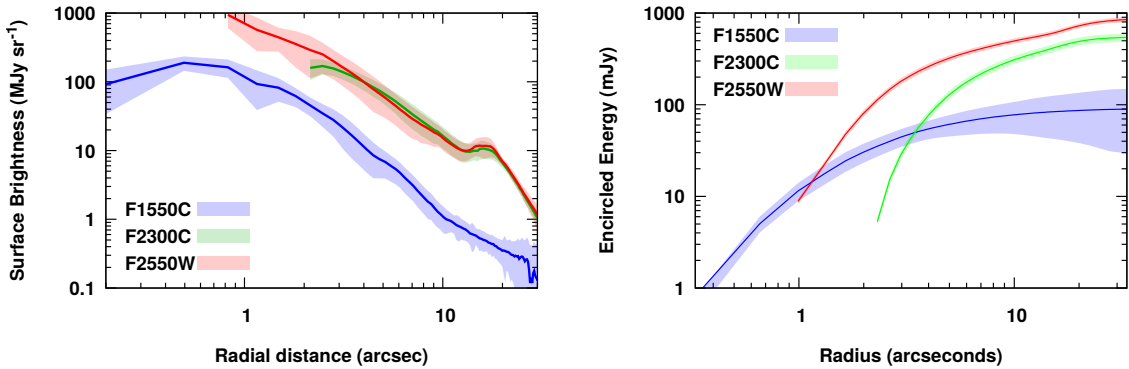 1000
100
10
1
0.1
Surface Brightness (MJy sr⁻¹)
F1550C
F2300C
F2550W
1
10
Radial distance (arcsec)
1000
100
10
1
Encircled Energy (mJy)
F1550C
F2300C
F2550W
1
10
Radius (arcseconds)